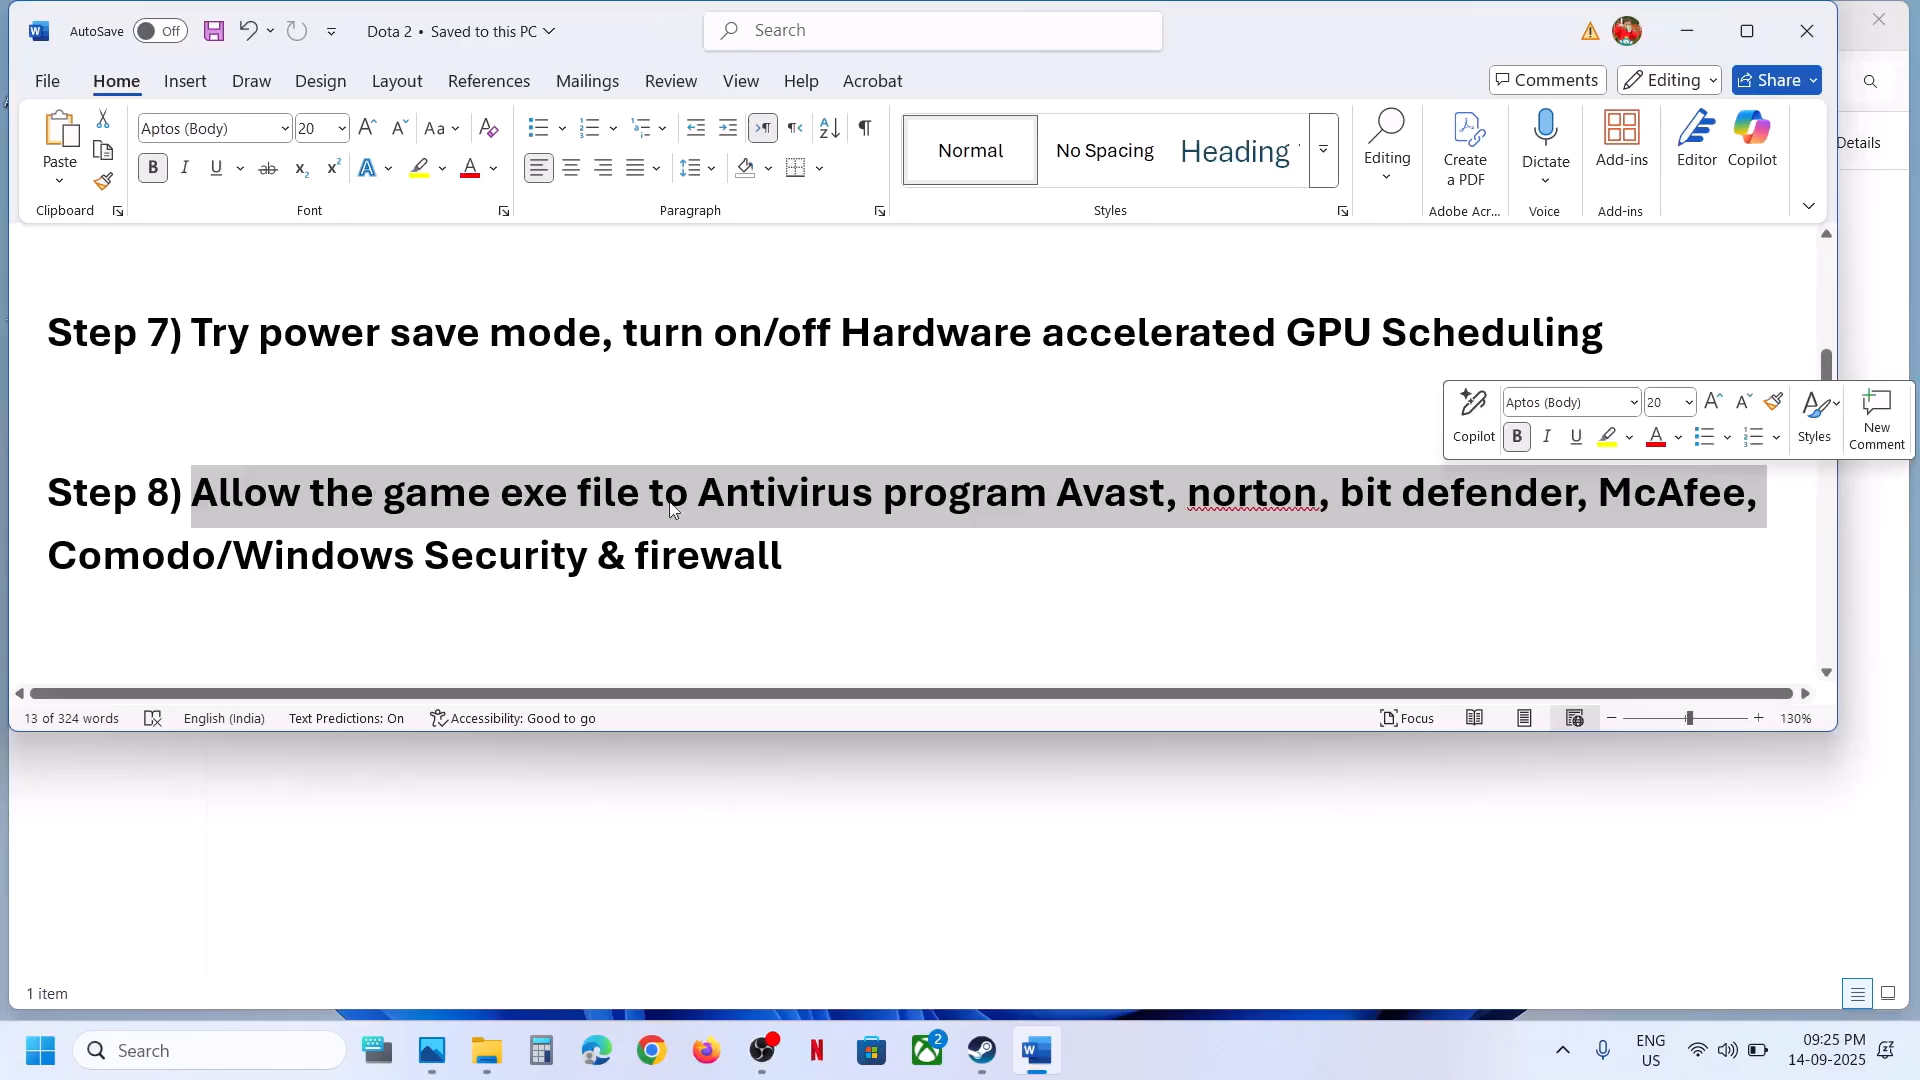 AutoSave Off Dota 2 • Saved to this PC Search
File Home Insert Draw Design Layout References Mailings Review View Help Acrobat Comments Editing Share
Aptos (Body) 20 Aa
Paste
Normal No Spacing Heading
Editing Create a PDF Dictate Add-ins Editor Copilot
Details
Clipboard Font Paragraph Styles Adobe Acr... Voice Add-ins
Step 7) Try power save mode, turn on/off Hardware accelerated GPU Scheduling
Aptos (Body) 20
Copilot B I U Styles New Comment
Step 8) Allow the game exe file to Antivirus program Avast, norton, bit defender, McAfee,
Comodo/Windows Security & firewall
13 of 324 words English (India) Text Predictions: On Accessibility: Good to go Focus 130%
1 item
Search 2 ENG US 09:25 PM 14-09-2025